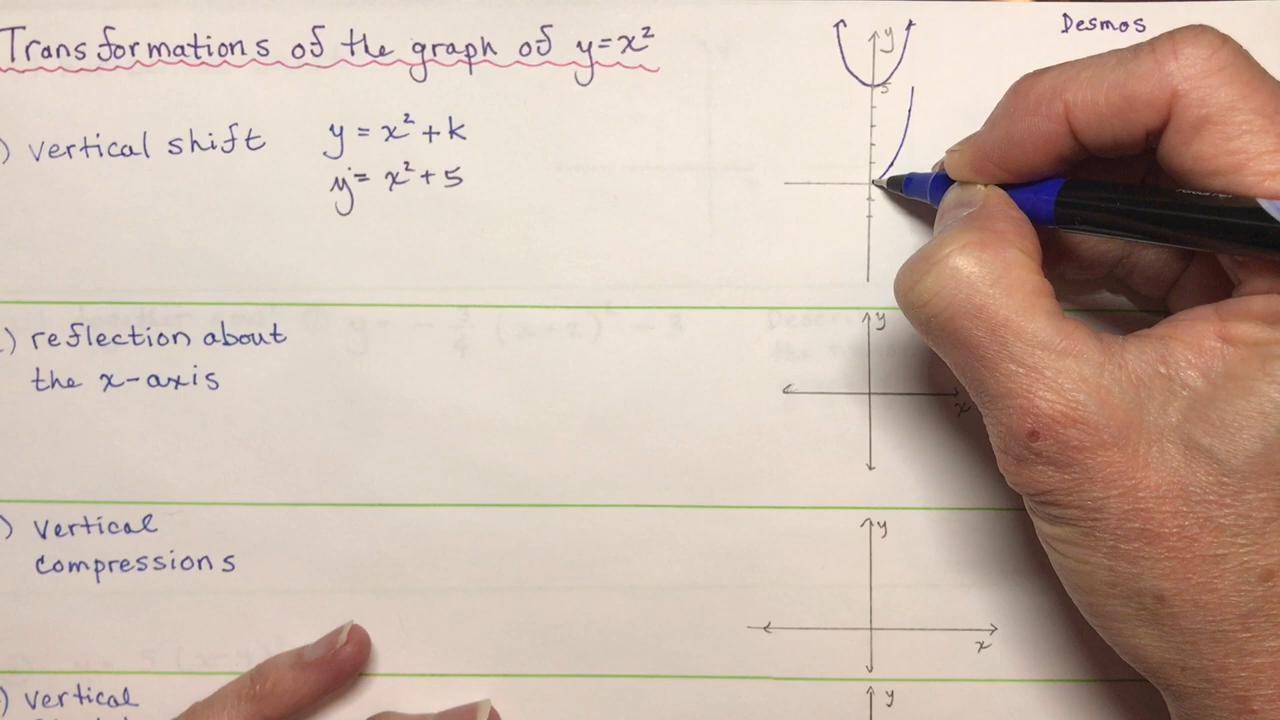 Transformations of the graph of y=x²
Desmos
y
5
) vertical shift
y = x² + k
y = x² + 5
) reflection about
the x-axis
y
x
) vertical
compressions
y
x
) vertical
y